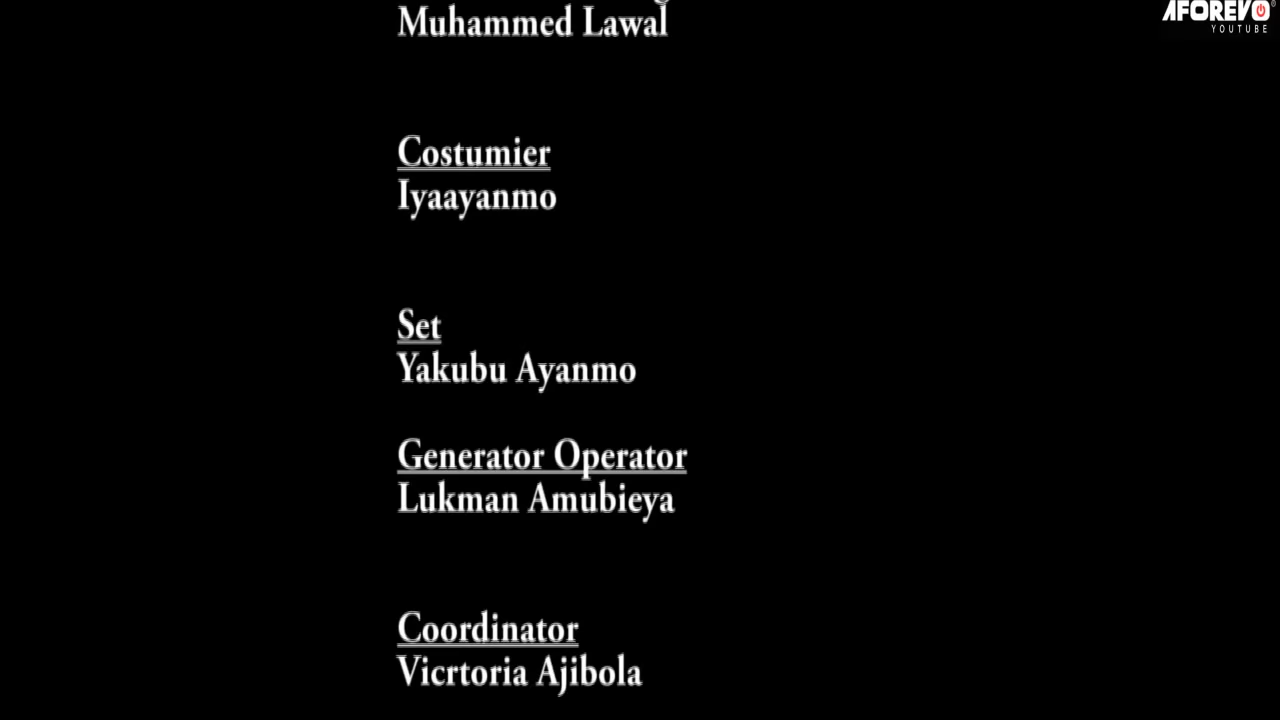 Muhammed Lawal
AFOREVO
YOUTUBE
Costumier
Iyaayanmo
Set
Yakubu Ayanmo
Generator Operator
Lukman Amubieya
Coordinator
Vicrtoria Ajibola